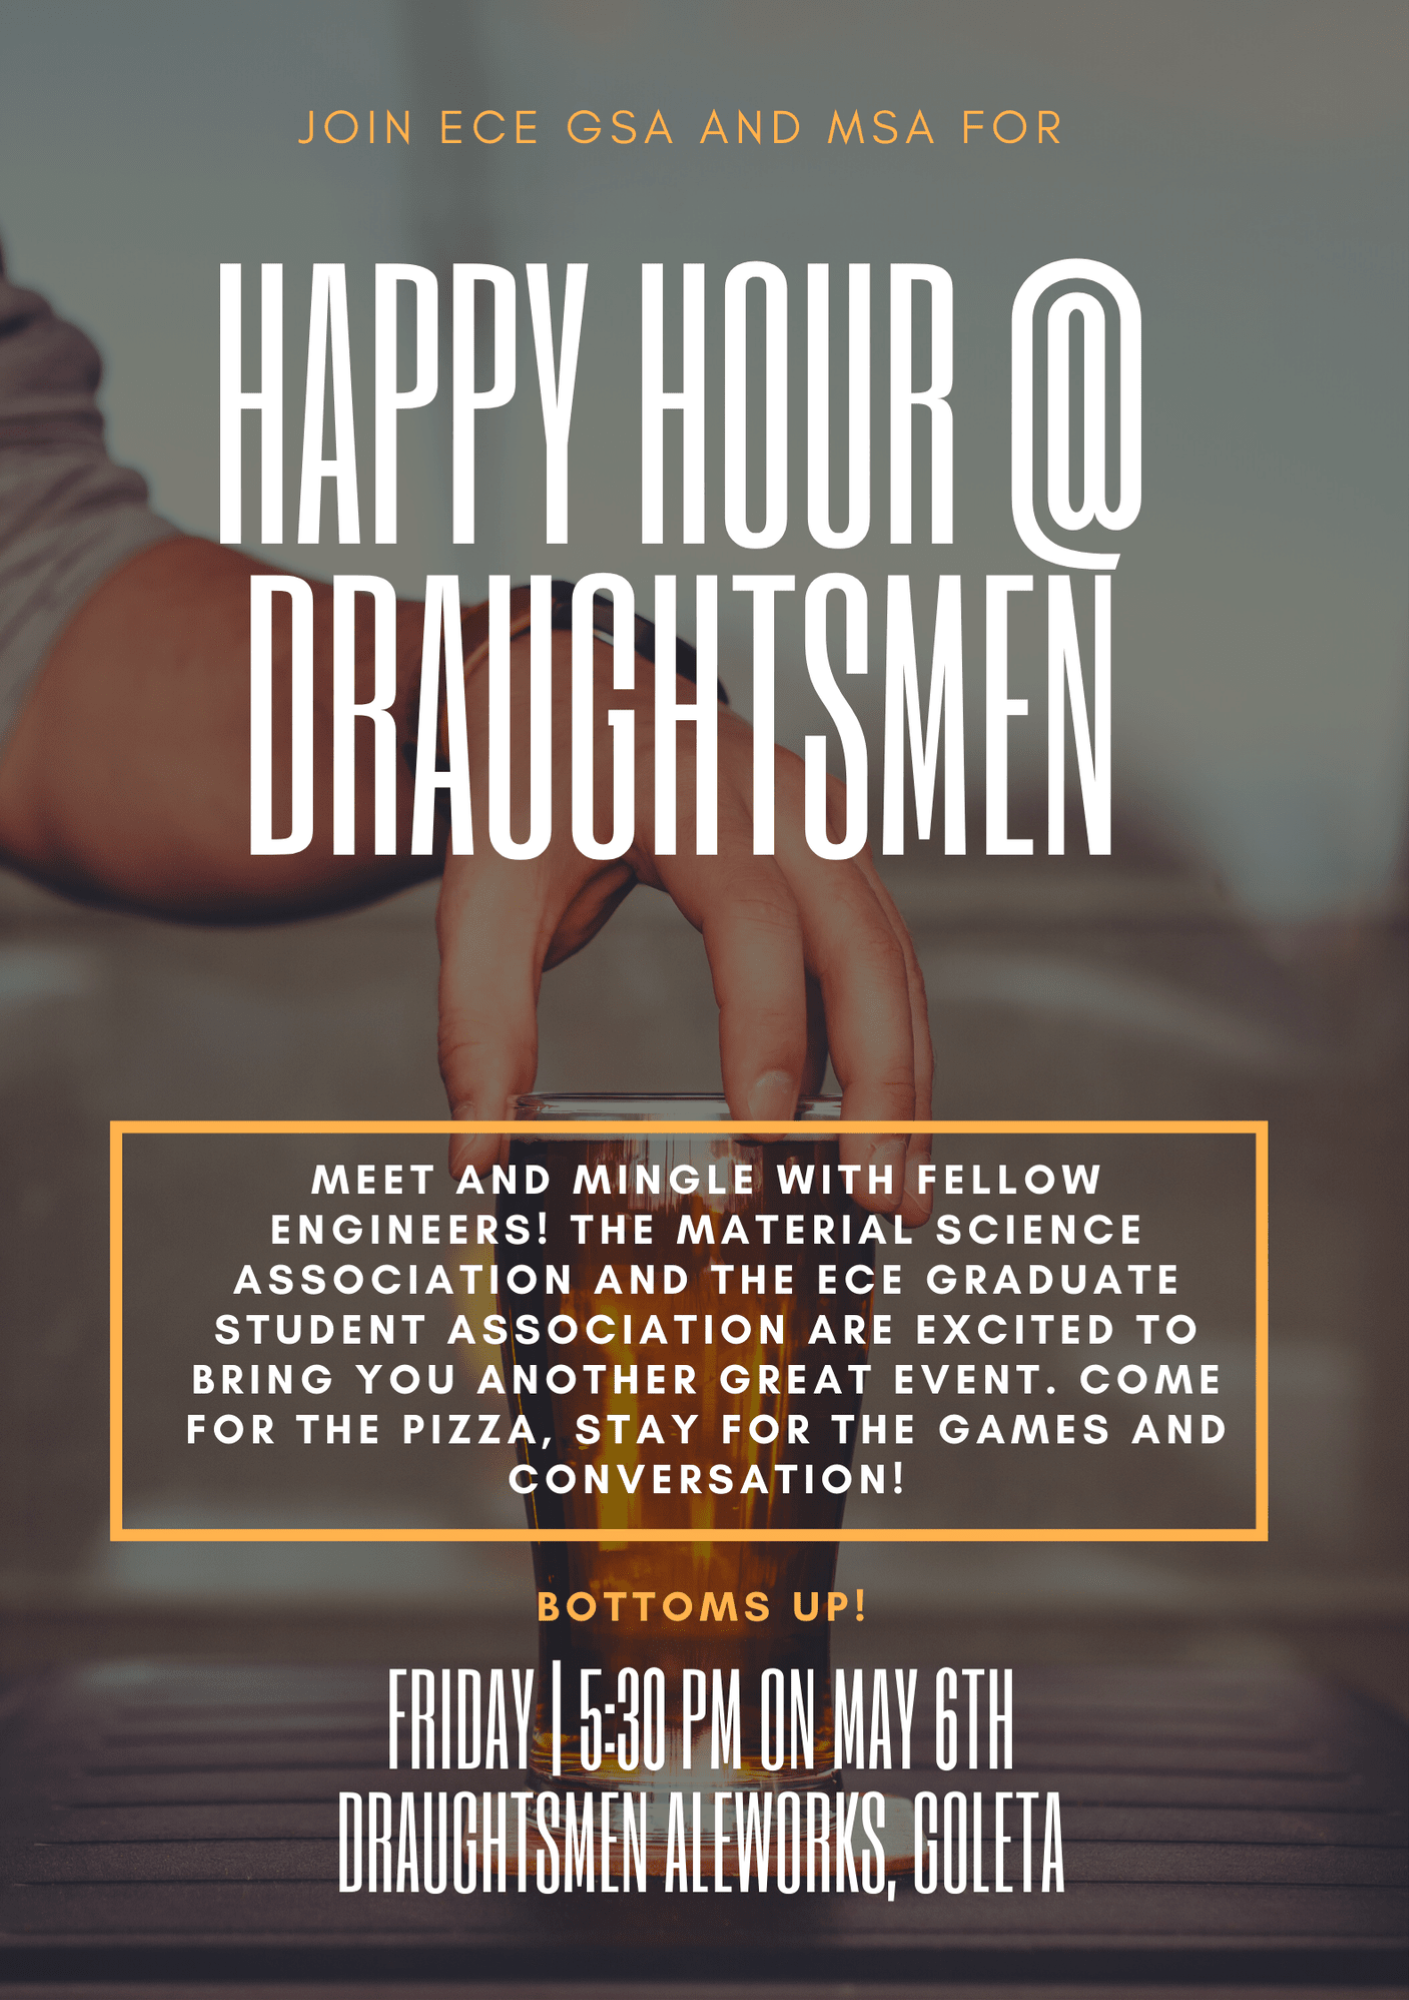 JOIN ECE GSA AND MSA FOR
HAPPY HOUR @
DRAUGHTSMEN
MEET AND MINGLE WITH FELLOW
ENGINEERS! THE MATERIAL SCIENCE
ASSOCIATION AND THE ECE GRADUATE
STUDENT ASSOCIATION ARE EXCITED TO
BRING YOU ANOTHER GREAT EVENT. COME
FOR THE PIZZA, STAY FOR THE GAMES AND
CONVERSATION!
BOTTOMS UP!
FRIDAY | 5:30 PM ON MAY 6TH
DRAUGHTSMEN ALEWORKS, GOLETA